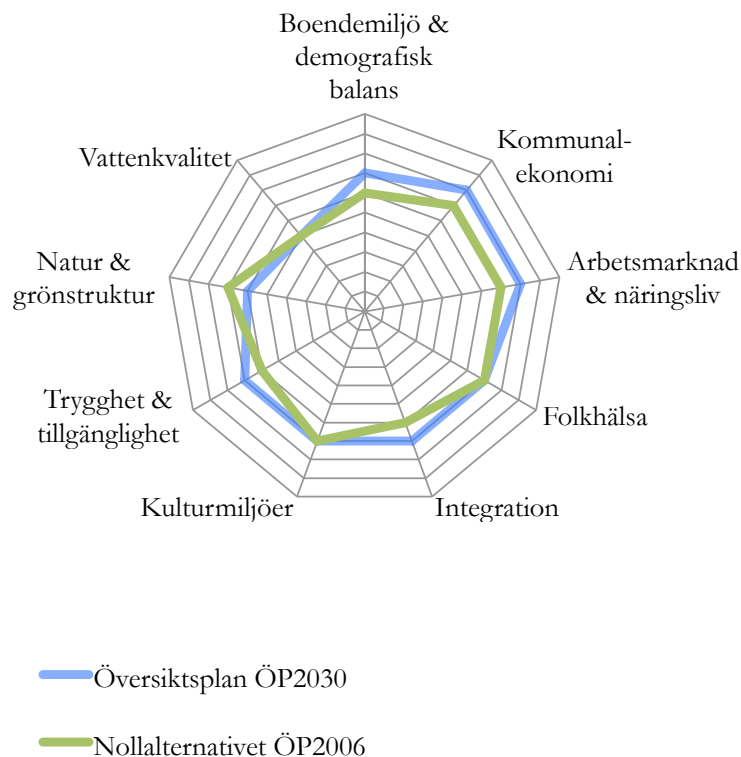 Boendemiljö &
demografisk
balans
Kommunal-
ekonomi
Arbetsmarknad
& näringsliv
Folkhälsa
Integration
Kulturmiljöer
Trygghet &
tillgänglighet
Natur &
grönstruktur
Vattenkvalitet
Översiktsplan ÖP2030
Nollalternativet ÖP2006